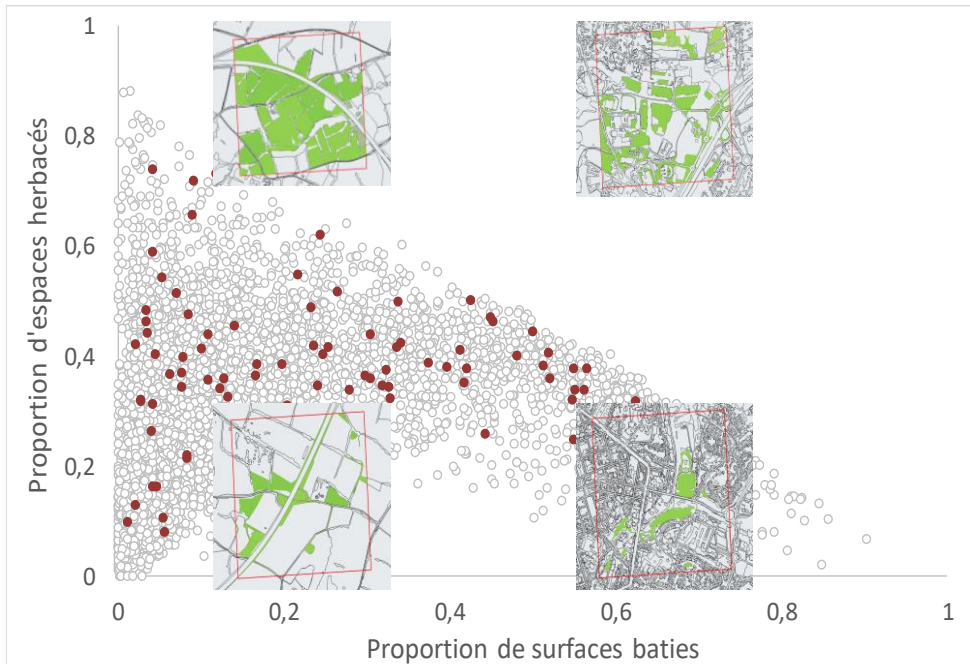 Proportion d'espaces herbacés
1
0,8
0,6
0,4
0,2
0
0 0,2 0,4 0,6 0,8 1
Proportion de surfaces baties